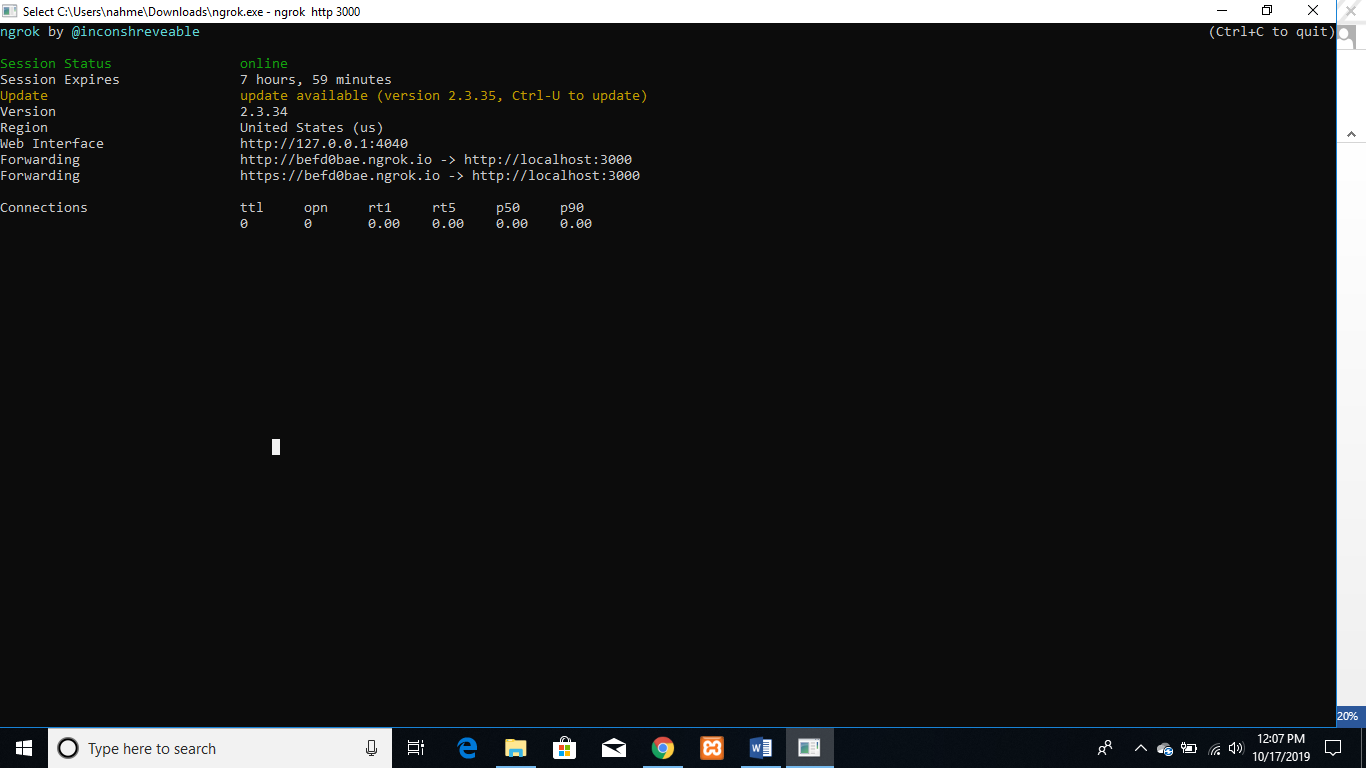 Select C:\Users\nahme\Downloads\ngrok.exe - ngrok  http 3000
ngrok by @inconshreveable (Ctrl+C to quit)
Session Status online
Session Expires 7 hours, 59 minutes
Update update available (version 2.3.35, Ctrl-U to update)
Version 2.3.34
Region United States (us)
Web Interface http://127.0.0.1:4040
Forwarding http://befd0bae.ngrok.io -> http://localhost:3000
Forwarding https://befd0bae.ngrok.io -> http://localhost:3000
Connections ttl opn rt1 rt5 p50 p90
0 0 0.00 0.00 0.00 0.00
20%
Type here to search
12:07 PM
10/17/2019